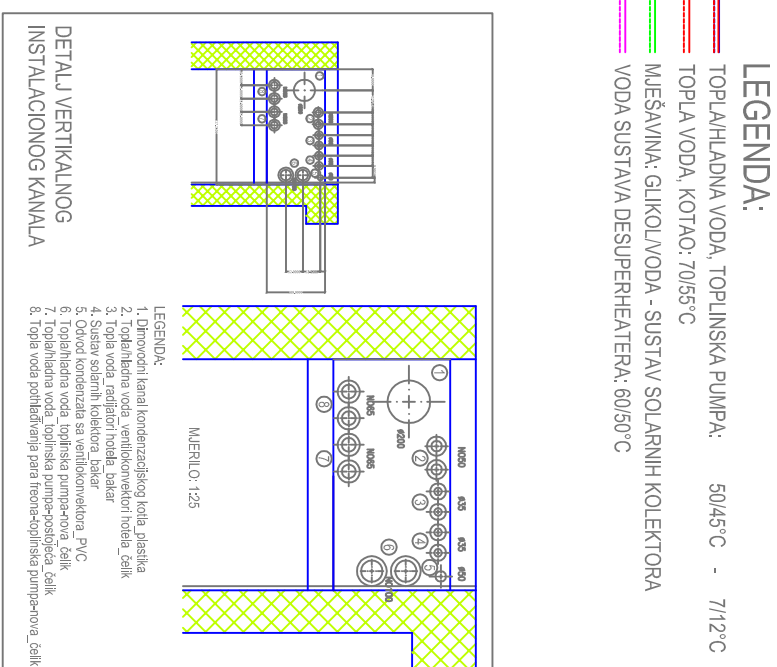 LEGENDA:
TOPLA/HLADNA VODA, TOPLINSKA PUMPA: 50/45°C - 7/12°C
TOPLA VODA, KOTAO: 70/55°C
MJEŠAVINA: GLIKOL/VODA - SUSTAV SOLARNIH KOLEKTORA
VODA SUSTAVA DESUPERHEATERA: 60/50°C
NO50
ø35
ø35
ø50
1
2
3
4
5
ø200
6
NO100
NO65
NO65
8
7
MJERILO: 1:25
LEGENDA:
1. Dimovodni kanal kondenzacijskog kotla_plastika
2. Topla/hladna voda_ventilokonvektori hotela_čelik
3. Topla voda_radijatori hotela_bakar
4. Sustav solarnih kolektora_bakar
5. Odvod kondenzata sa ventilokonvektora_PVC
6. Topla/hladna voda_toplinska pumpa-nova_čelik
7. Topla/hladna voda_toplinska pumpa-postojeća_čelik
8. Topla voda pothlađivanja para freona-toplinska pumpa-nova_čelik
DETALJ VERTIKALNOG
INSTALACIONOG KANALA